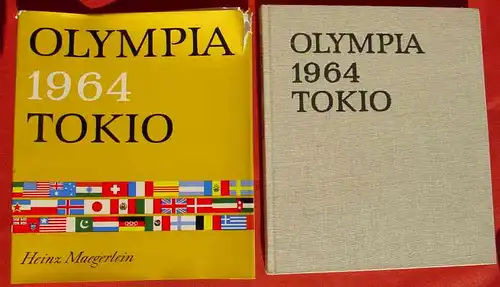 OLYMPIA
1964
TOKIO
Heinz Maegerlein
OLYMPIA
1964
TOKIO